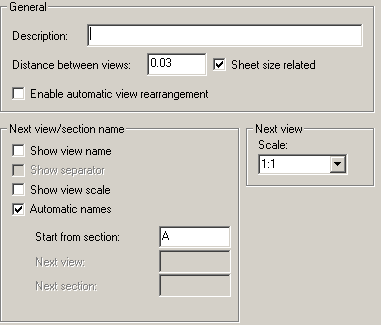 General
Description:
Distance between views: 0.03 Sheet size related
Enable automatic view rearrangement
Next view/section name
Show view name
Show separator
Show view scale
Automatic names
Start from section: A
Next view:
Next section:
Next view
Scale:
1:1